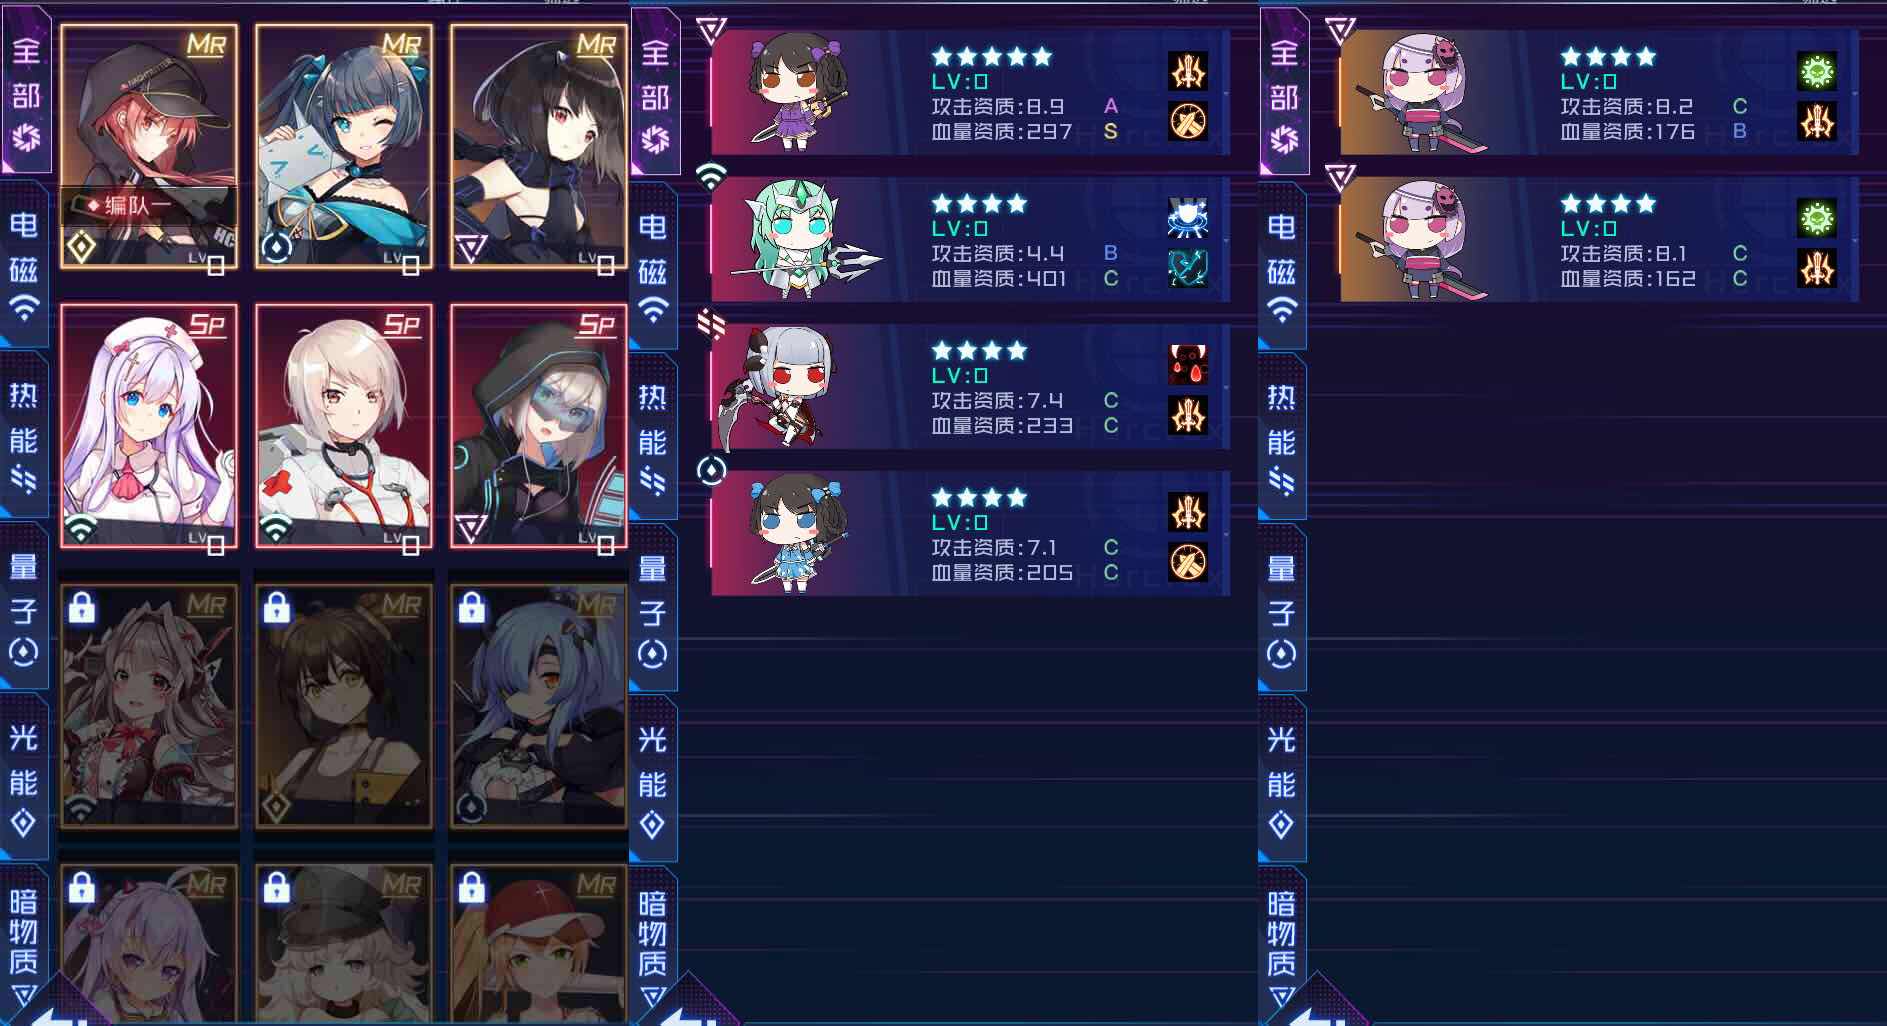 全部
电磁
热能
量子
光能
暗物质
MR
编队一
LV
MR
LV
MR
LV
SP
LV
SP
LV
SP
LV
MR
MR
MR
MR
MR
MR
全部
电磁
热能
量子
光能
暗物质
LV:0
攻击资质:8.9 A
血量资质:297 S
LV:0
攻击资质:4.4 B
血量资质:401 C
LV:0
攻击资质:7.4 C
血量资质:233 C
LV:0
攻击资质:7.1 C
血量资质:205 C
全部
电磁
热能
量子
光能
暗物质
LV:0
攻击资质:8.2 C
血量资质:176 B
LV:0
攻击资质:8.1 C
血量资质:162 C